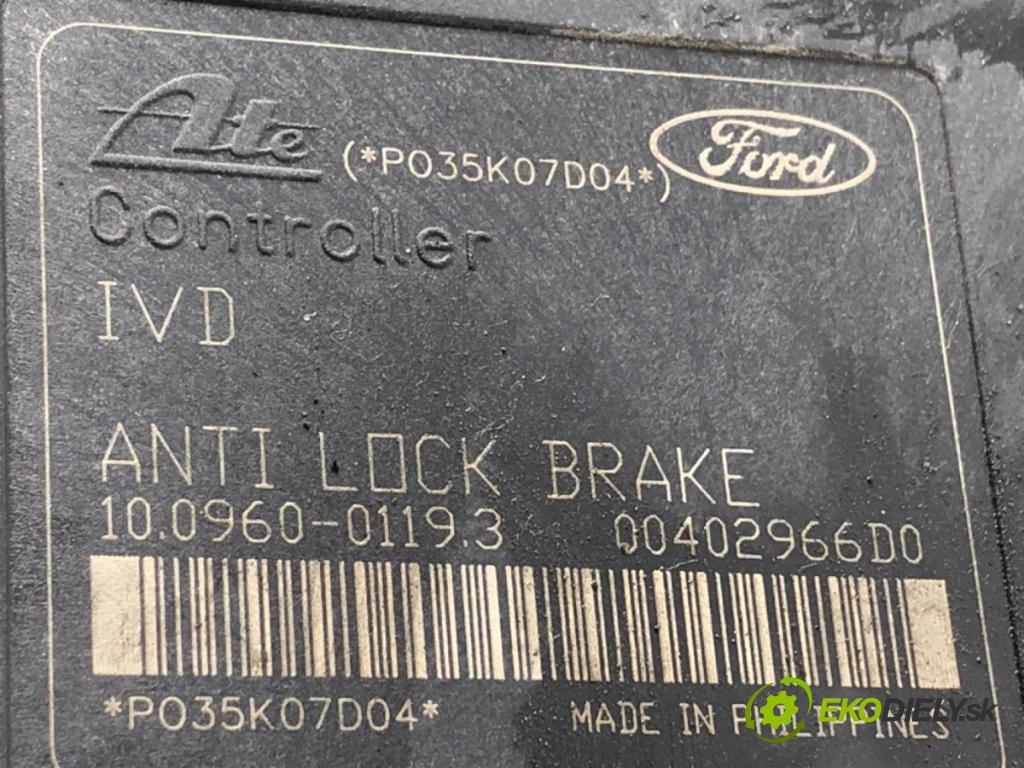 Ate (*P035K07D04*) Ford
Controller
IVD
ANTI LOCK BRAKE
10.0960-0119.3 00402966D0
*P035K07D04* MADE IN PHILIPPINES
EKODIELY.sk